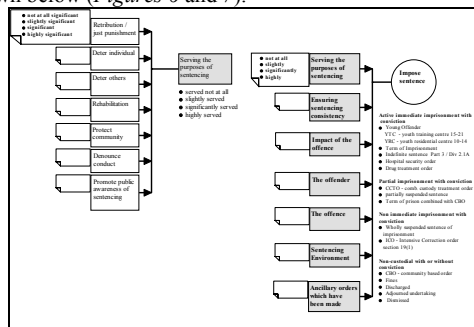 wn below (Figures 6 and 7).
not at all significant
slightly significant
significant
highly significant
Retribution /
just punishment
Deter individual
Deter others
Rehabilitation
Protect
community
Denounce
conduct
Promote public
awareness of
sentencing
Serving the
purposes of
sentencing
served not at all
slightly served
significantly served
highly served
not at all
slightly
significantly
highly
Serving the
purposes of
sentencing
Ensuring
sentencing
consistency
Impact of the
offence
The offender
The offence
Sentencing
Environment
Ancillary orders
which have
been made
Impose
sentence
Active immediate imprisonment with
conviction
Young Offender
YTC - youth training centre 15-21
YRC - youth residential centre 10-14
Term of Imprisonment
Indefinite sentence Part 3 / Div 2.1A
Hospital security order
Drug treatment order
Partial imprisonment with conviction
CCTO - comb custody treatment order
partially suspended sentence
Term of prison combined with CBO
Non immediate imprisonment with
conviction
Wholly suspended sentence of
imprisonment
ICO - Intensive Correction order
section 19(1)
Non-custodial with or without
conviction
CBO - community based order
Fines
Discharged
Adjourned undertaking
Dismissed